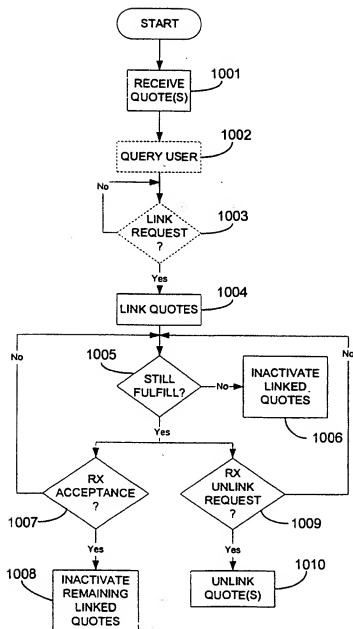 START
1001
RECEIVE
QUOTE(S)
1002
QUERY USER
No
LINK
REQUEST
?
1003
Yes
1004
LINK QUOTES
No
No
1005
STILL
FULFILL?
No
INACTIVATE
LINKED
QUOTES
1006
Yes
RX
ACCEPTANCE
?
1007
RX
UNLINK
REQUEST
?
1009
Yes
Yes
1008
INACTIVATE
REMAINING
LINKED
QUOTES
1010
UNLINK
QUOTE(S)